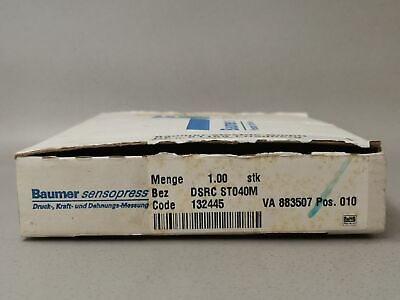 Baumer sensopress
Druck-, Kraft- und Dehnungs-Messung
Menge 1.00 stk
Bez DSRC ST040M
Code 132445 VA 883507 Pos. 010